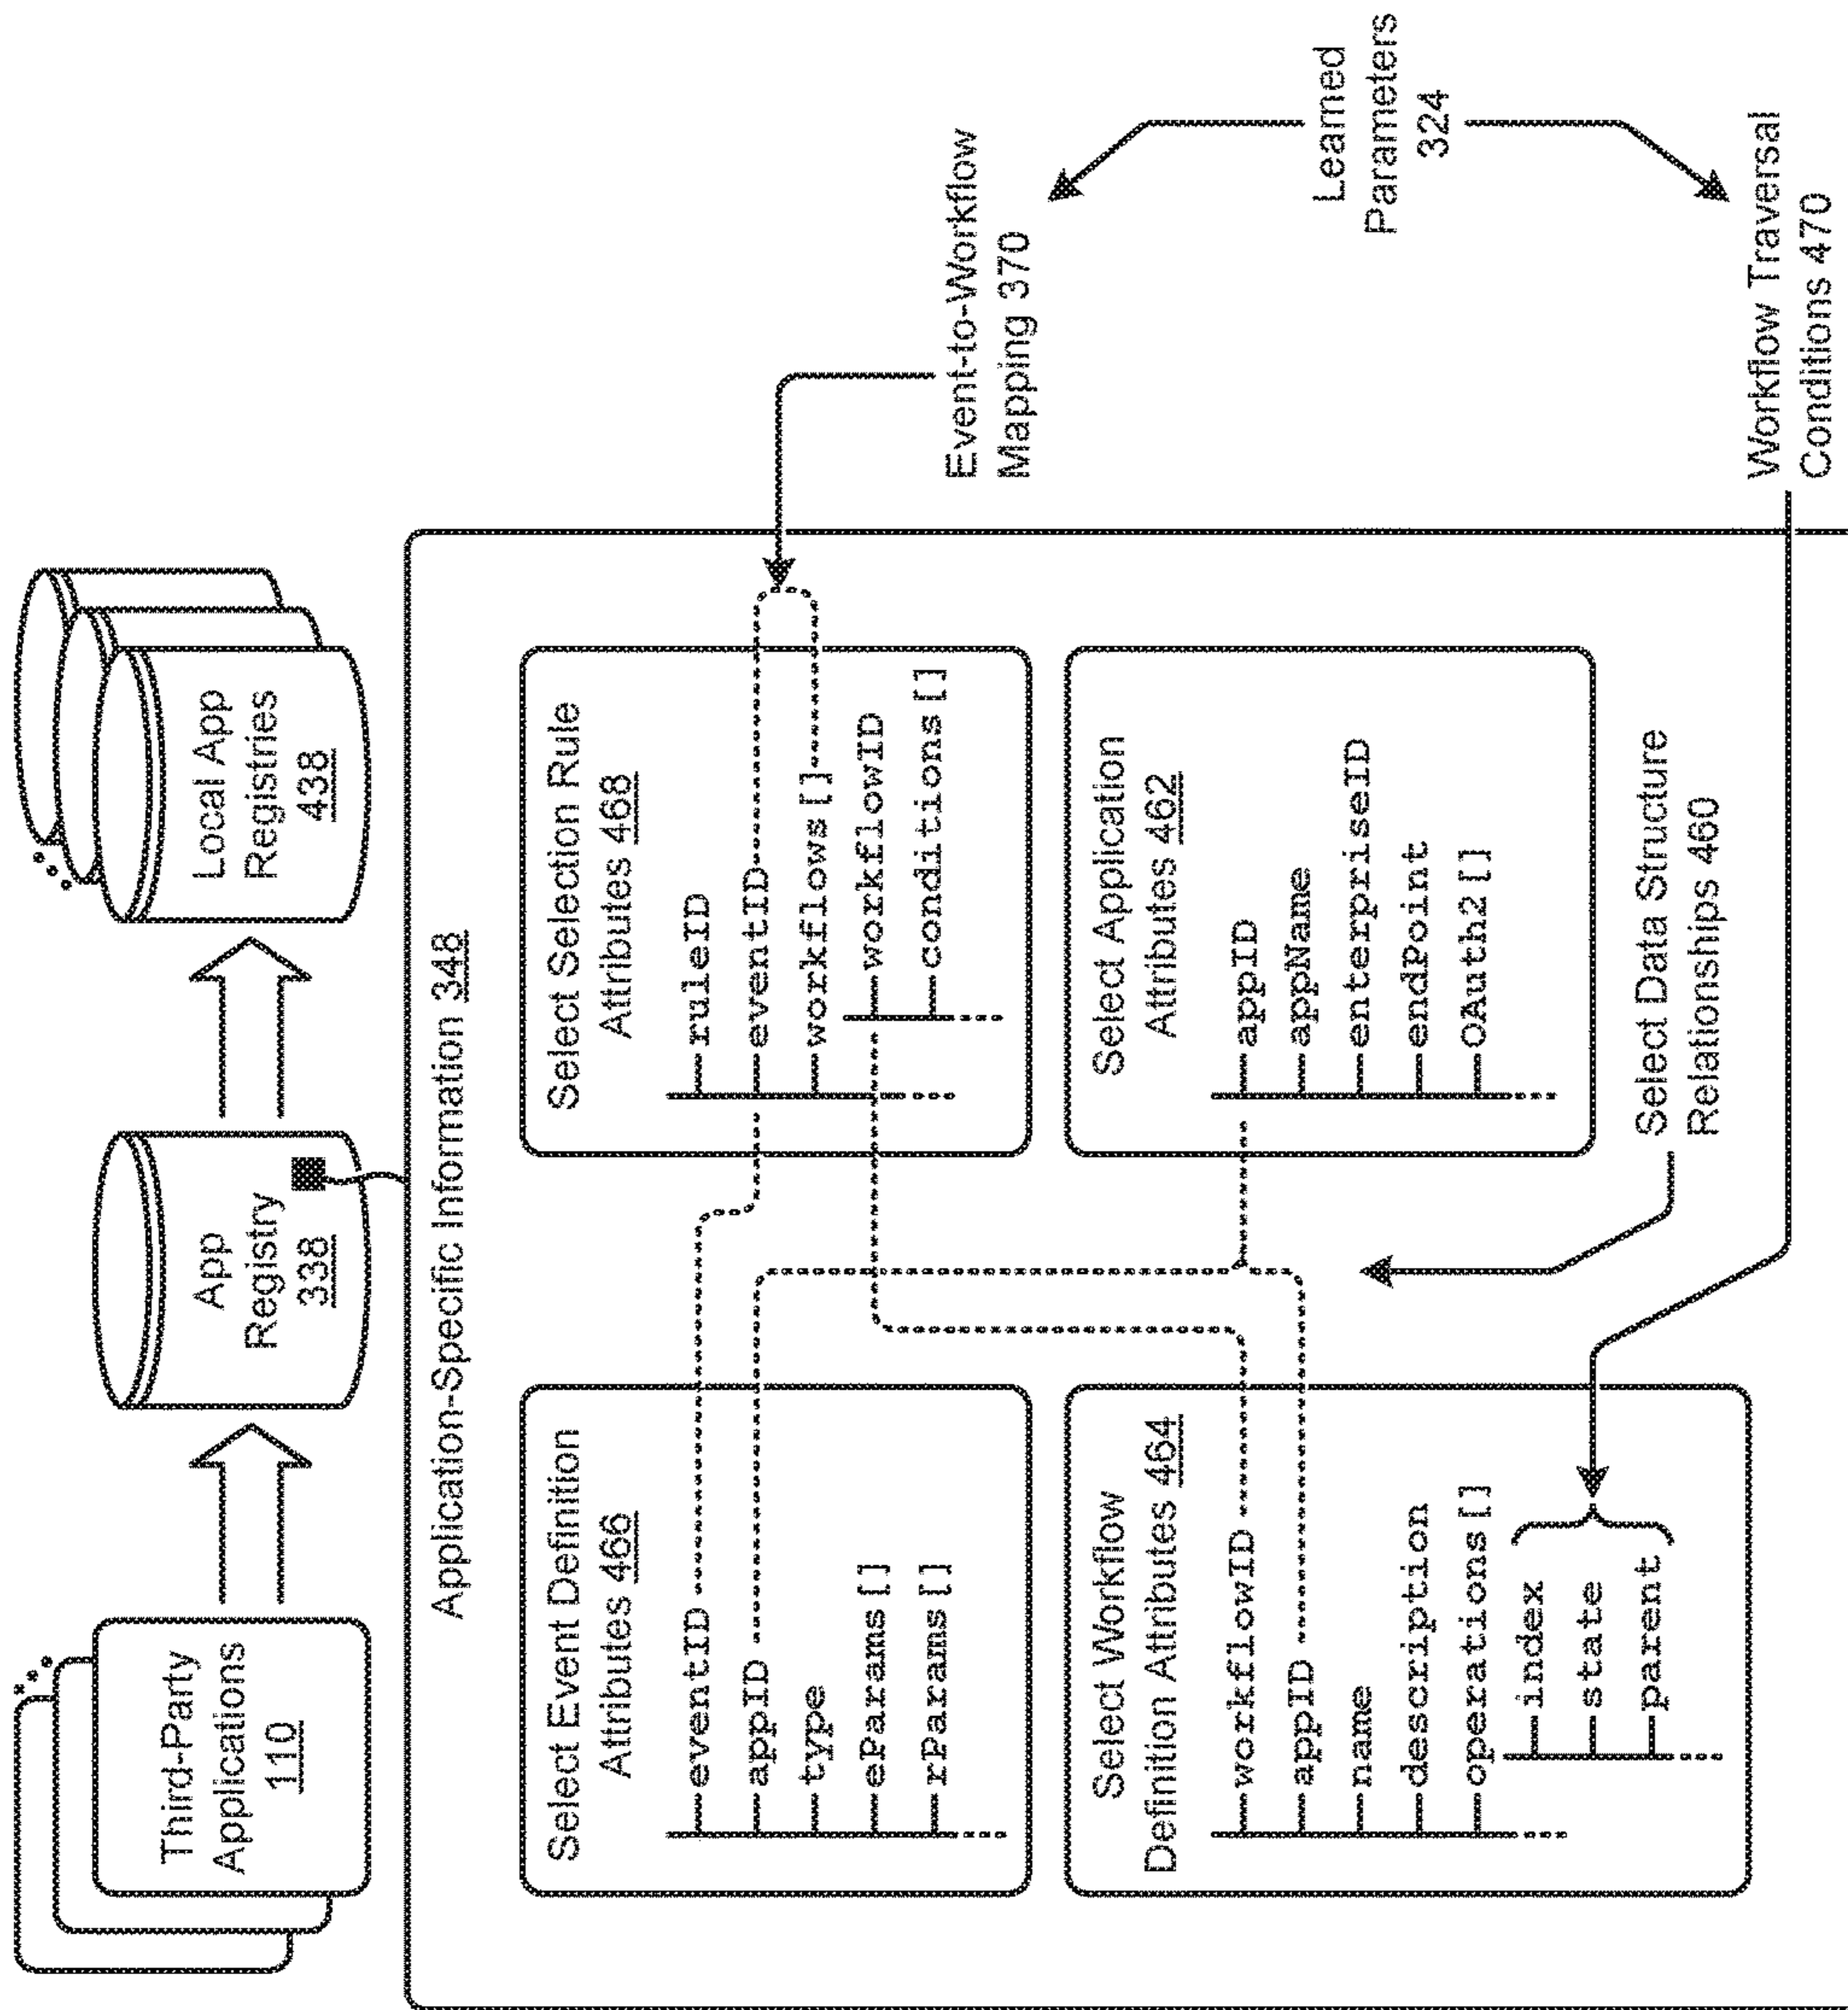 Third-Party
Applications
110
App
Registry
338
Local App
Registries
438
Application-Specific Information 348
Select Event Definition
Attributes 466
eventID
appID
type
eParams[]
rParams[]
Select Selection Rule
Attributes 468
ruleID
eventID
workflows[]
workflowID
conditions[]
Select Workflow
Definition Attributes 464
workflowID
appID
name
description
operations[]
index
state
parent
Select Application
Attributes 462
appID
appName
enterpriseID
endPoint
OAuth2[]
Select Data Structure
Relationships 460
Event-to-Workflow
Mapping 370
Learned
Parameters
324
Workflow Traversal
Conditions 470